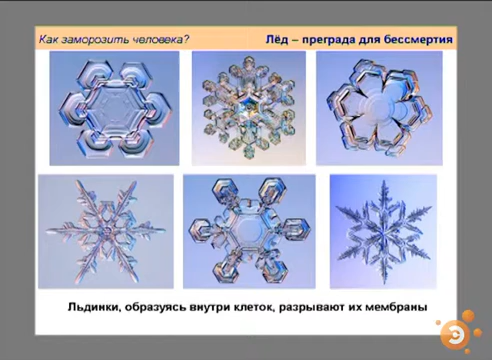 Как заморозить человека? Лёд – преграда для бессмертия
Льдинки, образуясь внутри клеток, разрывают их мембраны
Э